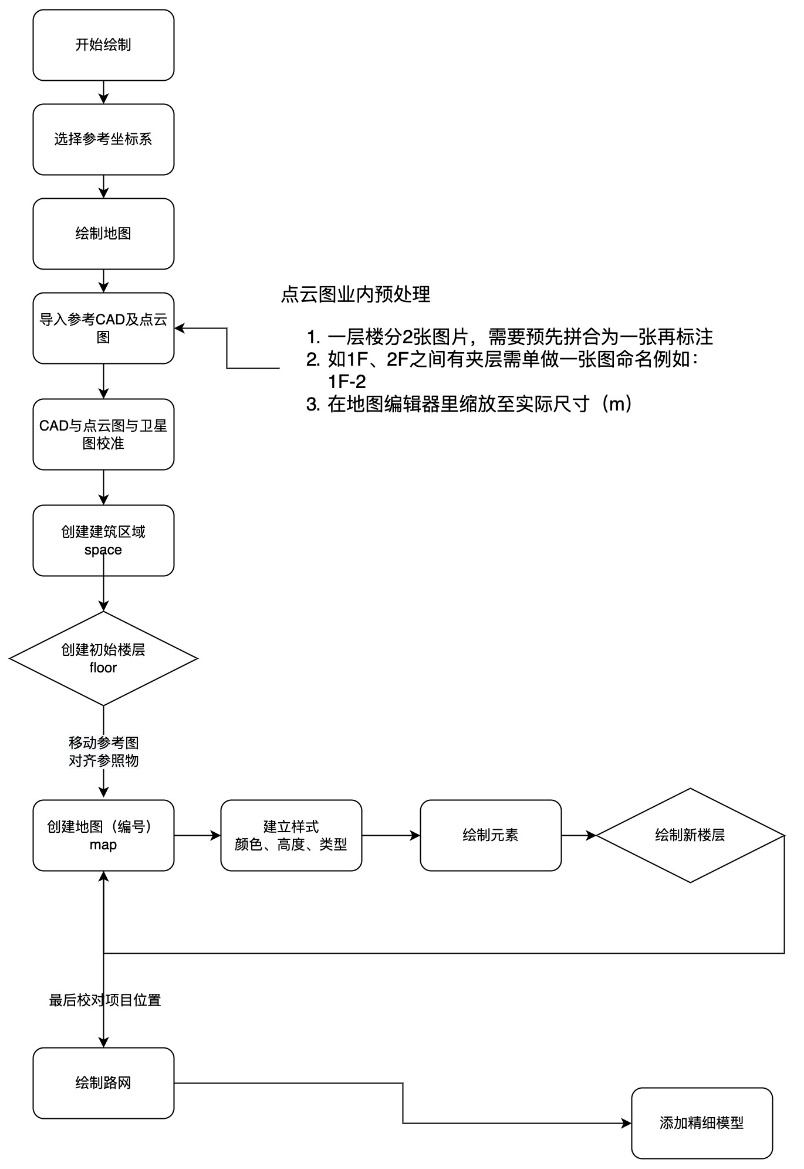 开始绘制
选择参考坐标系
绘制地图
导入参考CAD及点云
图
点云图业内预处理
1. 一层楼分2张图片，需要预先拼合为一张再标注
2. 如1F、2F之间有夹层需单做一张图命名例如：
1F-2
3. 在地图编辑器里缩放至实际尺寸（m）
CAD与点云图与卫星
图校准
创建建筑区域
space
创建初始楼层
floor
移动参考图
对齐参照物
创建地图（编号）
map
建立样式
颜色、高度、类型
绘制元素
绘制新楼层
最后校对项目位置
绘制路网
添加精细模型